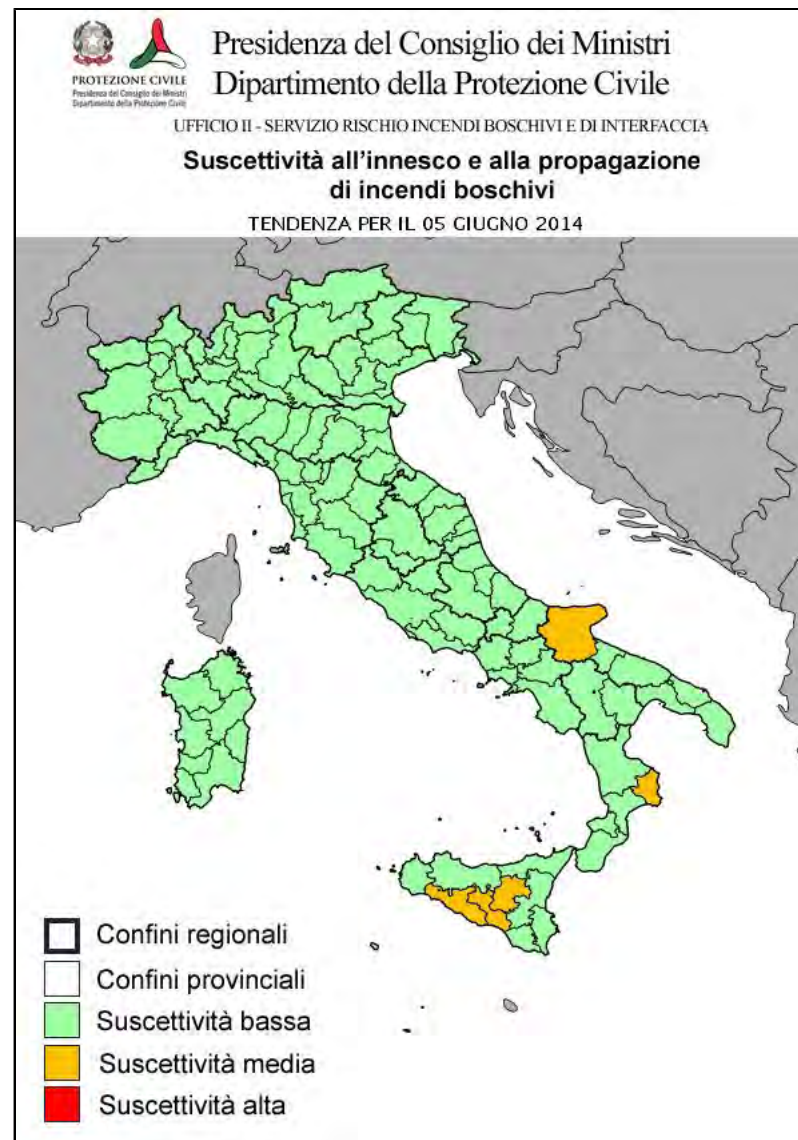 PROTEZIONE CIVILE
Presidenza del Consiglio dei Ministri
Dipartimento della Protezione Civile
Presidenza del Consiglio dei Ministri
Dipartimento della Protezione Civile
UFFICIO II - SERVIZIO RISCHIO INCENDI BOSCHIVI E DI INTERFACCIA
Suscettività all'innesco e alla propagazione
di incendi boschivi
TENDENZA PER IL 05 GIUGNO 2014
Confini regionali
Confini provinciali
Suscettività bassa
Suscettività media
Suscettività alta